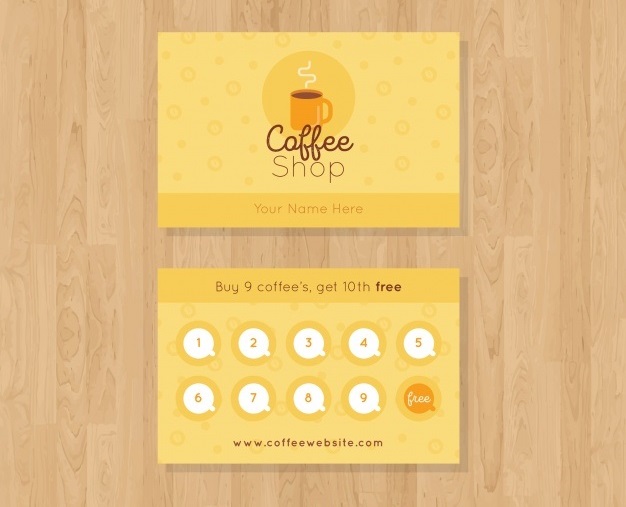 Coffee
Shop
Your Name Here
Buy 9 coffee's, get 10th free
1 2 3 4 5
6 7 8 9 free
www.coffeewebsite.com